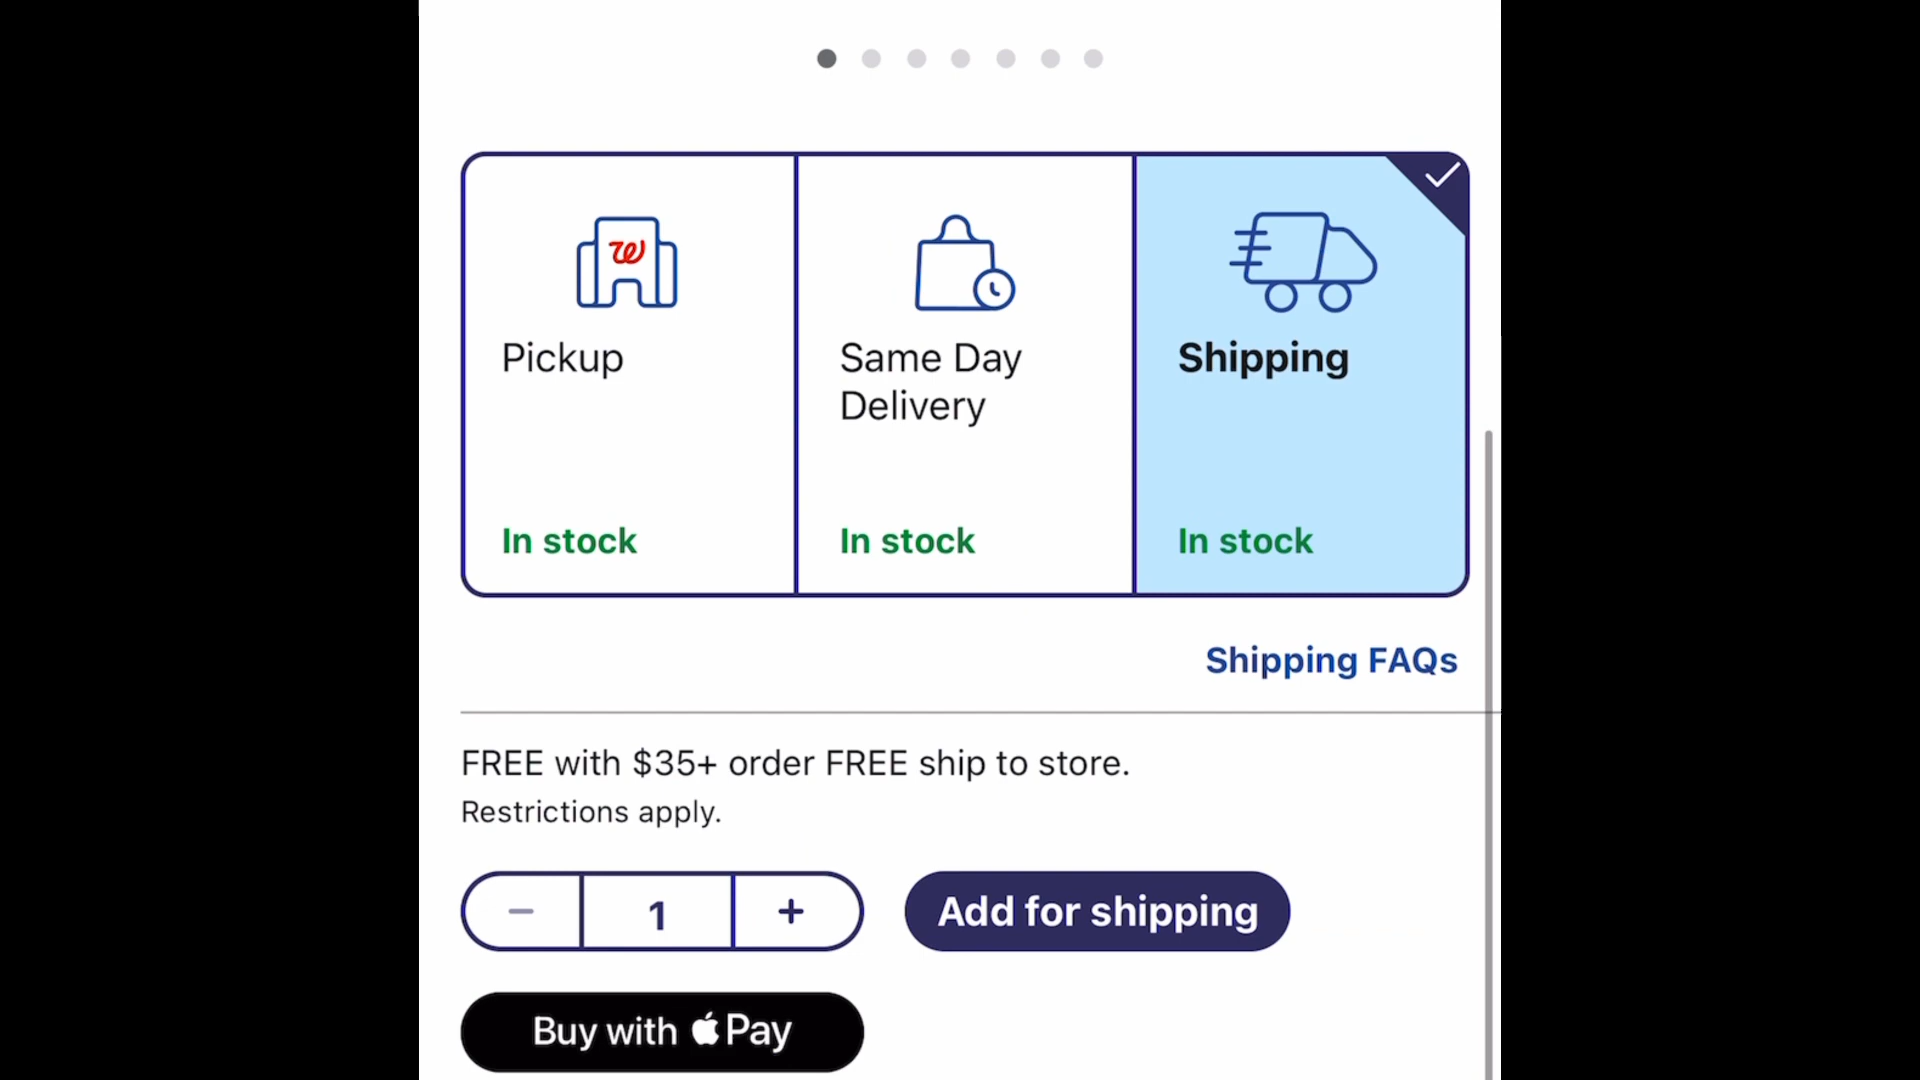 Pickup
Same Day
Delivery
Shipping
In stock
In stock
In stock
Shipping FAQs
FREE with $35+ order FREE ship to store.
Restrictions apply.
− 1 +
Add for shipping
Buy with Pay